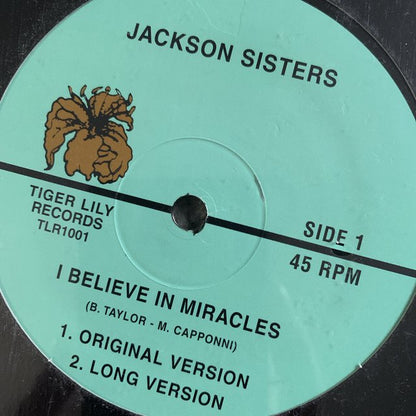 JACKSON SISTERS
TIGER LILY
RECORDS
TLR1001
SIDE 1
45 RPM
I BELIEVE IN MIRACLES
(B. TAYLOR - M. CAPPONNI)
1. ORIGINAL VERSION
2. LONG VERSION